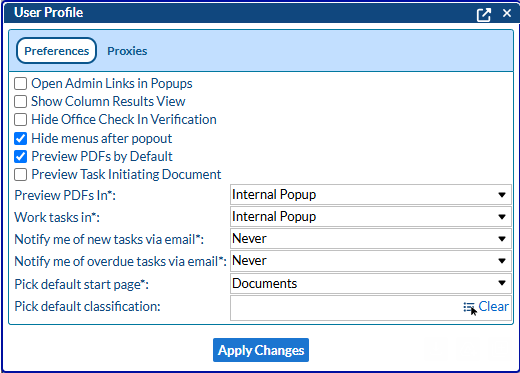 User Profile
Preferences Proxies
Open Admin Links in Popups
Show Column Results View
Hide Office Check In Verification
Hide menus after popout
Preview PDFs by Default
Preview Task Initiating Document
Preview PDFs In*: Internal Popup
Work tasks in*: Internal Popup
Notify me of new tasks via email*: Never
Notify me of overdue tasks via email*: Never
Pick default start page*: Documents
Pick default classification: Clear
Apply Changes